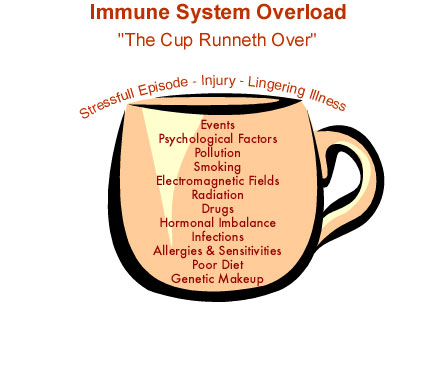 Immune System Overload
"The Cup Runneth Over"
Stressfull Episode - Injury - Lingering Illness
Events
Psychological Factors
Pollution
Smoking
Electromagnetic Fields
Radiation
Drugs
Hormonal Imbalance
Infections
Allergies & Sensitivities
Poor Diet
Genetic Makeup